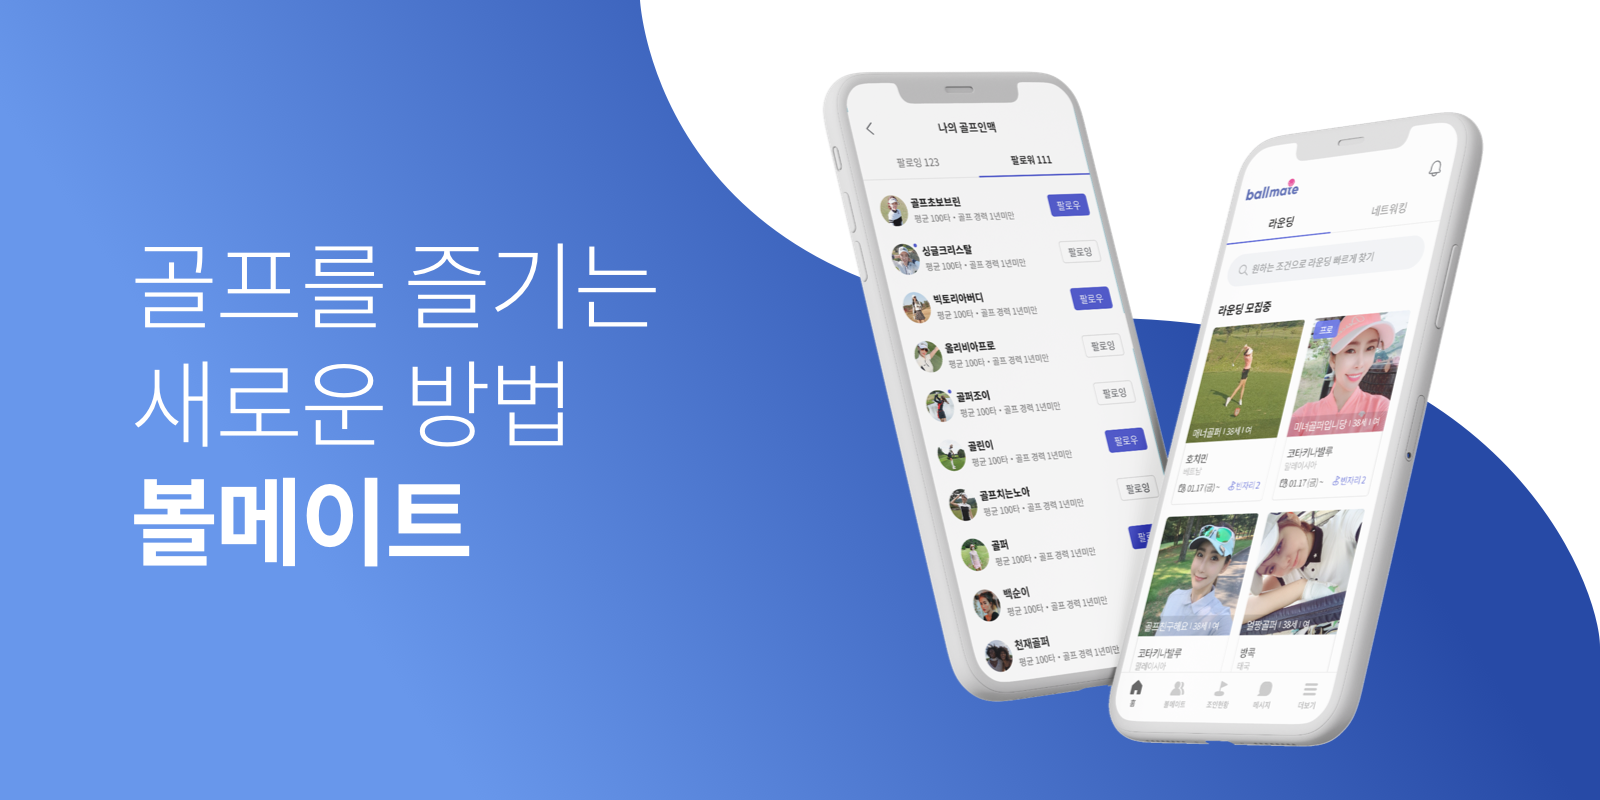 골프를 즐기는
새로운 방법
볼메이트
나의 골프인맥
팔로잉 123
팔로워 111
골프초보브린
평균 100타 • 골프 경력 1년미만
팔로우
싱글크리스탈
평균 100타 • 골프 경력 1년미만
팔로잉
빅토리아버디
평균 100타 • 골프 경력 1년미만
팔로우
올리비아프로
평균 100타 • 골프 경력 1년미만
팔로잉
골퍼조이
평균 100타 • 골프 경력 1년미만
팔로잉
골린이
평균 100타 • 골프 경력 1년미만
팔로우
골프치는노아
평균 100타 • 골프 경력 1년미만
팔로잉
골퍼
평균 100타 • 골프 경력 1년미만
백순이
평균 100타 • 골프 경력 1년미만
천재골퍼
평균 100타 • 골프 경력 1년미만
ballmate
라운딩
네트워킹
원하는 조건으로 라운딩 빠르게 찾기
라운딩 모집중
매너골퍼 I 38세 I 여
호치민
베트남
01.17 (금) ~
빈자리 2
프로
미녀골퍼입니당 I 38세 I 여
코타키나발루
말레이시아
01.17 (금) ~
빈자리 2
골프친구해요 I 38세 I 여
코타키나발루
말레이시아
얼짱골퍼 I 38세 I 여
방콕
태국
홈
볼메이트
조인현황
메시지
더보기